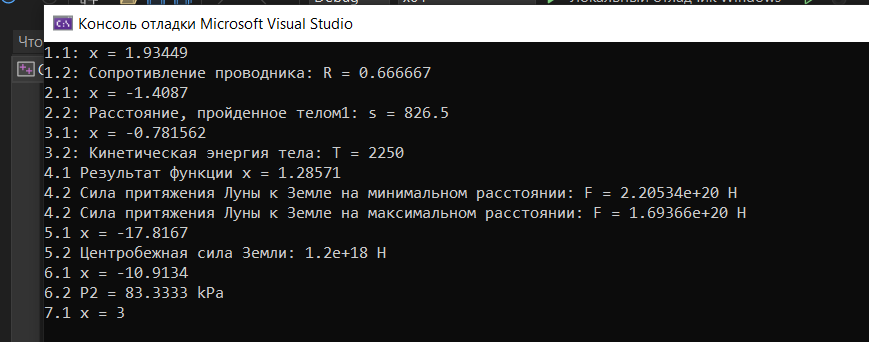 Консоль отладки Microsoft Visual Studio
Что
1.1: x = 1.93449
1.2: Сопротивление проводника: R = 0.666667
2.1: x = -1.4087
2.2: Расстояние, пройденное телом1: s = 826.5
3.1: x = -0.781562
3.2: Кинетическая энергия тела: T = 2250
4.1 Результат функции x = 1.28571
4.2 Сила притяжения Луны к Земле на минимальном расстоянии: F = 2.20534e+20 Н
4.2 Сила притяжения Луны к Земле на максимальном расстоянии: F = 1.69366e+20 Н
5.1 x = -17.8167
5.2 Центробежная сила Земли: 1.2e+18 Н
6.1 x = -10.9134
6.2 P2 = 83.3333 kPa
7.1 x = 3